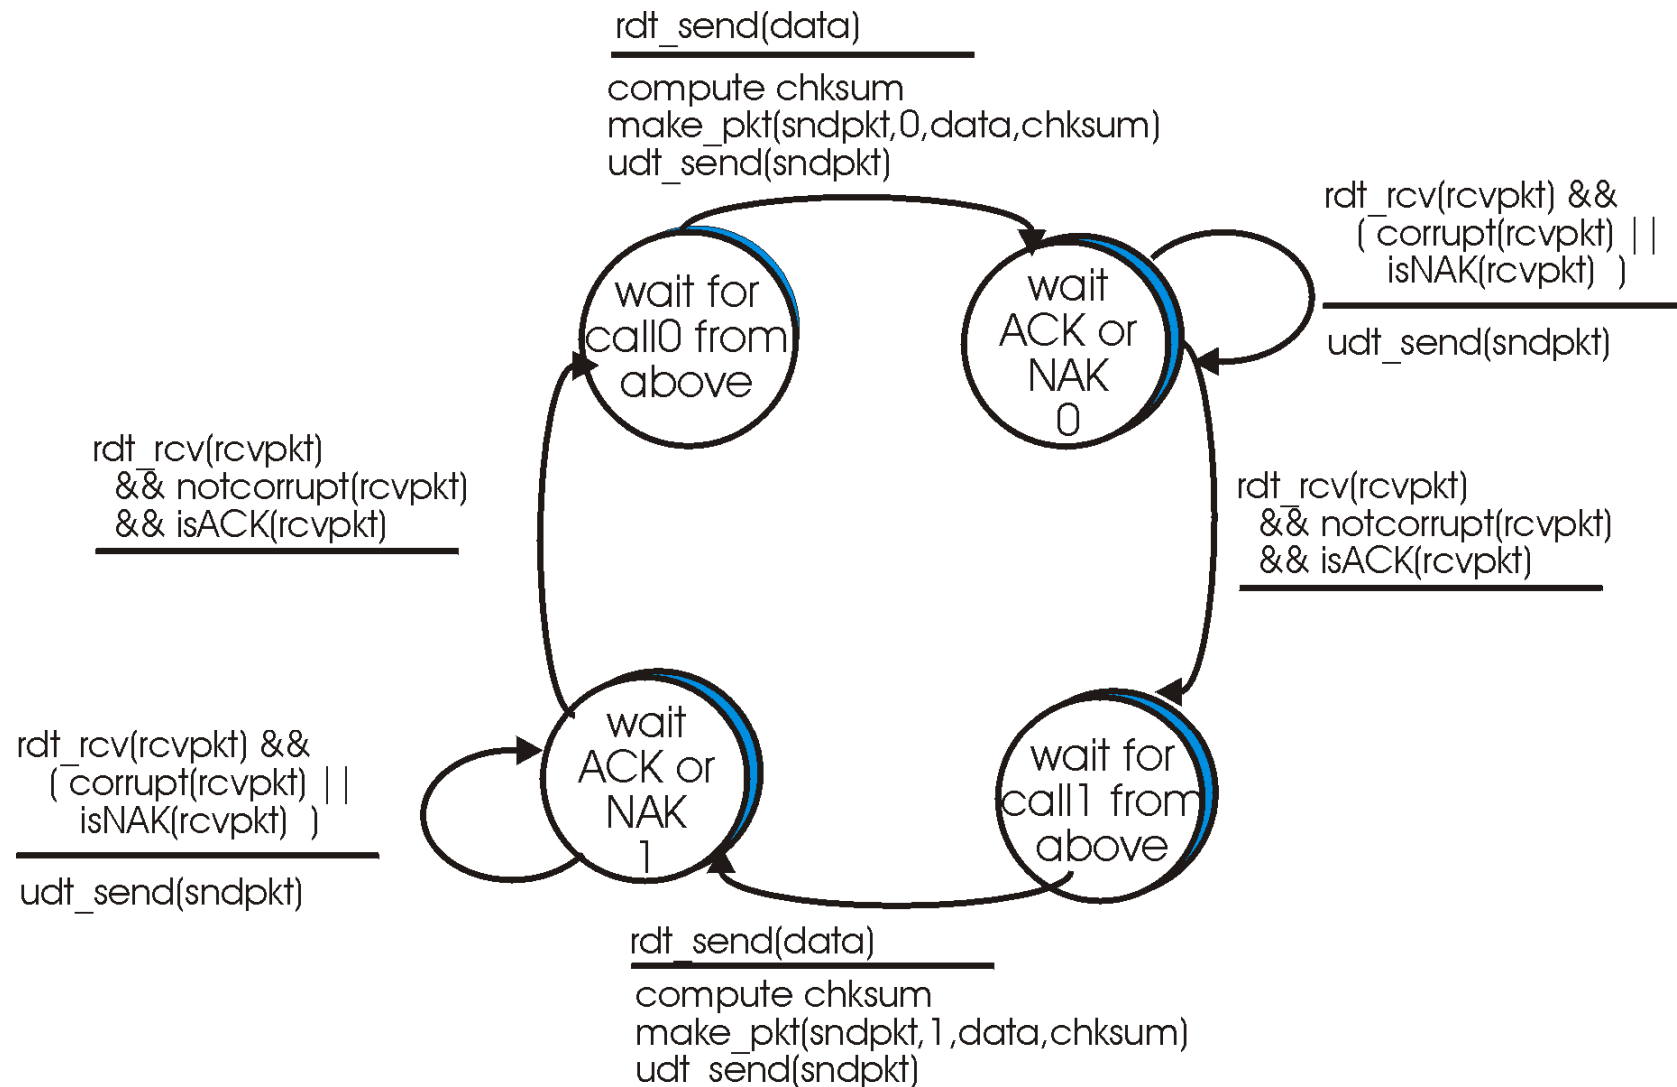 rdt_send(data)
compute chksum
make_pkt(sndpkt,0,data,chksum)
udt_send(sndpkt)
rdt_rcv(rcvpkt) &&
( corrupt(rcvpkt) ||
isNAK(rcvpkt) )
udt_send(sndpkt)
wait for
call0 from
above
wait
ACK or
NAK
0
rdt_rcv(rcvpkt)
&& notcorrupt(rcvpkt)
&& isACK(rcvpkt)
rdt_rcv(rcvpkt)
&& notcorrupt(rcvpkt)
&& isACK(rcvpkt)
rdt_rcv(rcvpkt) &&
( corrupt(rcvpkt) ||
isNAK(rcvpkt) )
udt_send(sndpkt)
wait
ACK or
NAK
1
wait for
call1 from
above
rdt_send(data)
compute chksum
make_pkt(sndpkt,1,data,chksum)
udt_send(sndpkt)